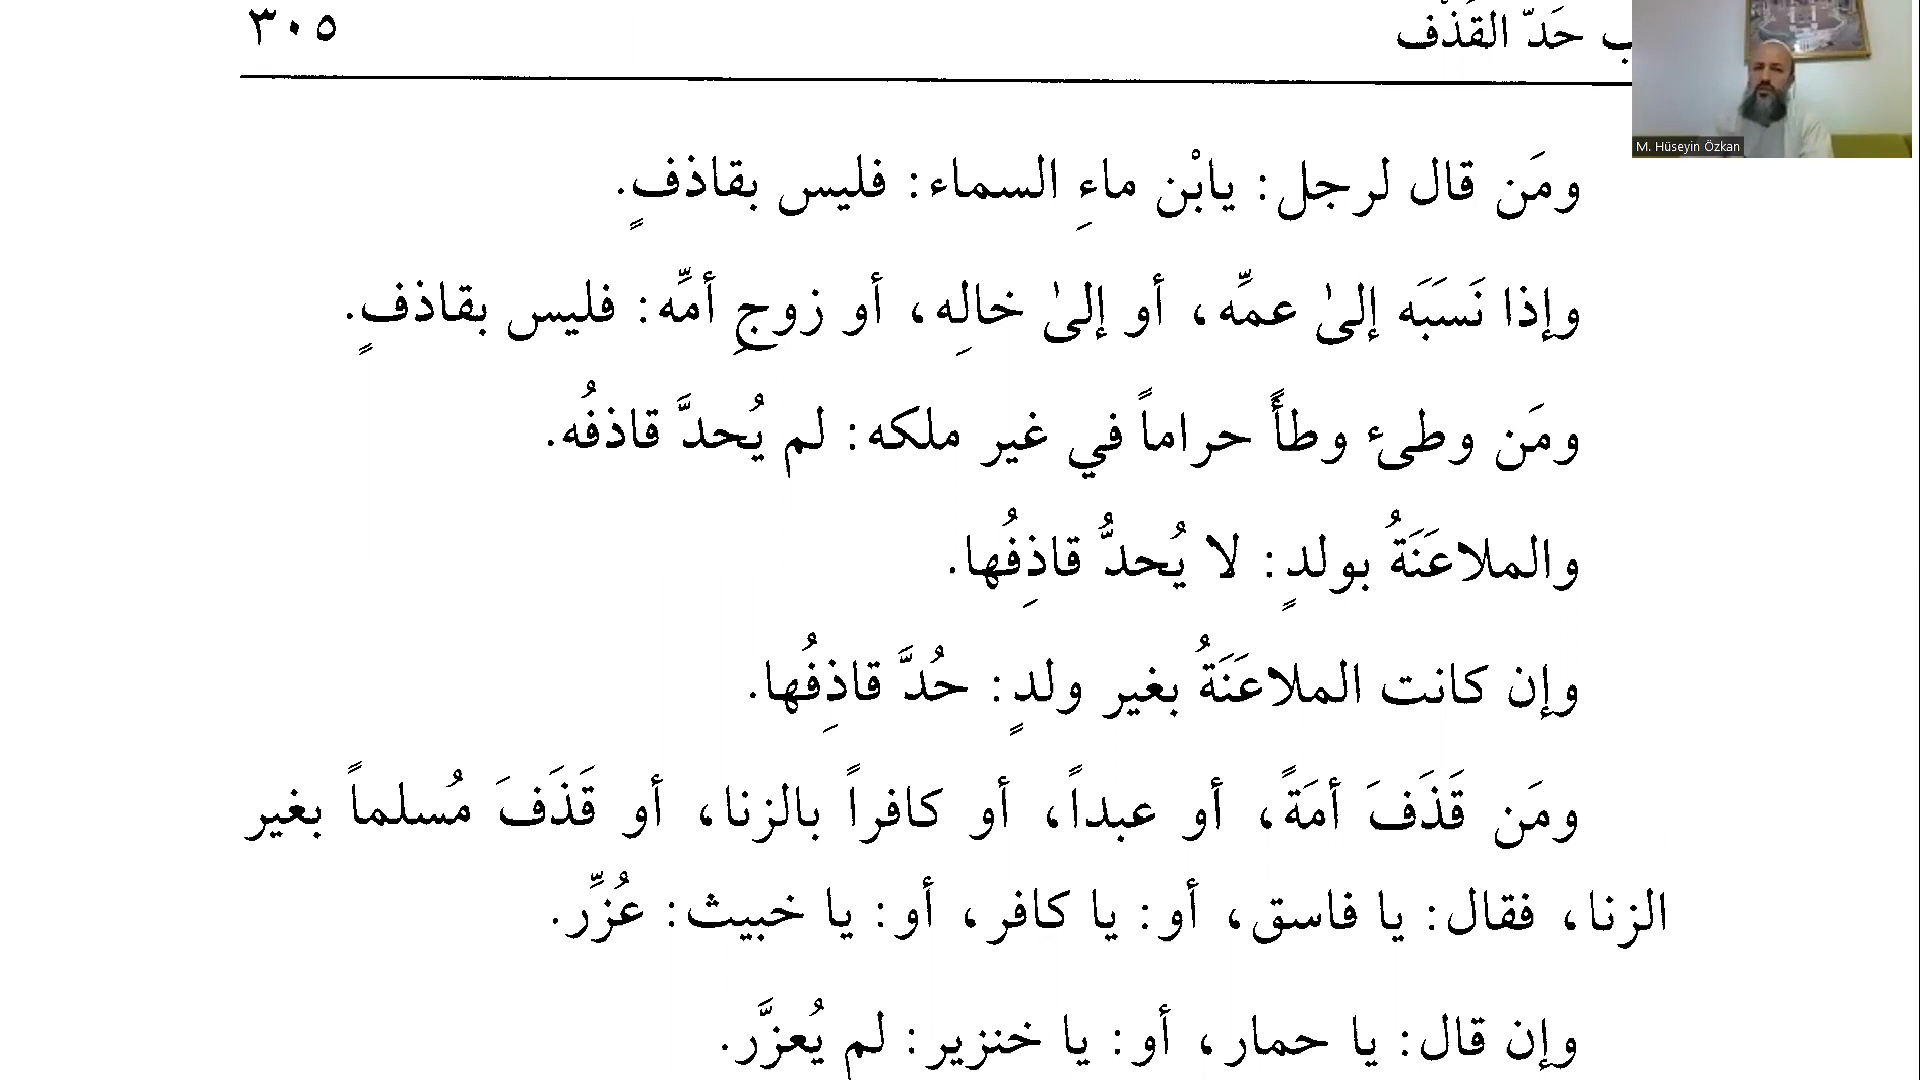 ب حَدّ القَذْف ٣٠٥
M. Hüseyin Özkan
ومَن قال لرجل: يابْن ماءِ السماء: فليس بقاذفٍ.
وإذا نَسَبَه إلىٰ عمِّه، أو إلىٰ خالِه، أو زوجِ أمِّه: فليس بقاذفٍ.
ومَن وطئ وطأً حراماً في غير ملكه: لم يُحدَّ قاذفُه.
والملاعَنَةُ بولدٍ: لا يُحدُّ قاذِفُها.
وإن كانت الملاعَنَةُ بغير ولدٍ: حُدَّ قاذِفُها.
ومَن قَذَفَ أمَةً، أو عبداً، أو كافراً بالزنا، أو قَذَفَ مُسلماً بغير
الزنا، فقال: يا فاسق، أو: يا كافر، أو: يا خبيث: عُزِّر.
وإن قال: يا حمار، أو: يا خنزير: لم يُعزَّر.